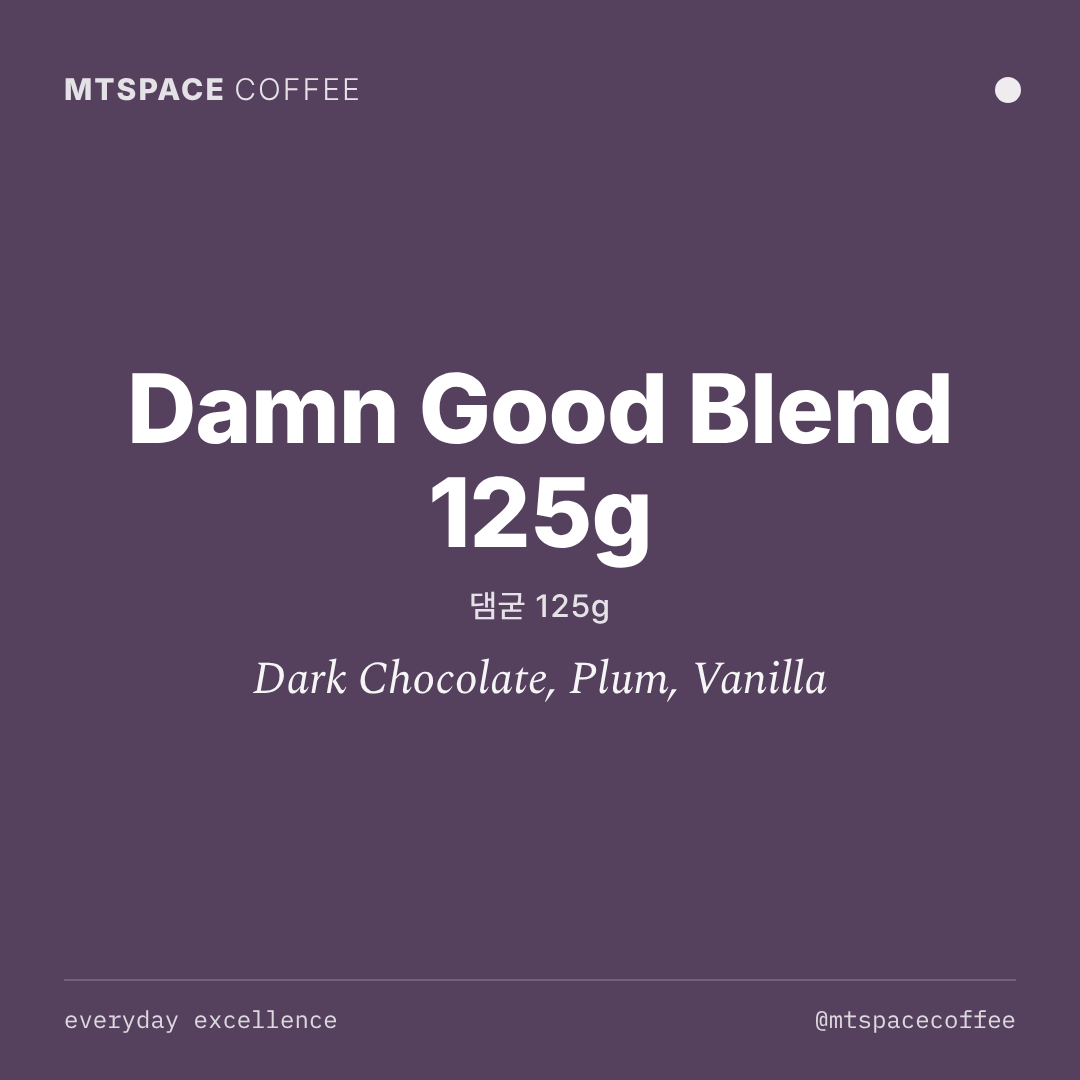 MTSPACE COFFEE
Damn Good Blend
125g
댐굳 125g
Dark Chocolate, Plum, Vanilla
everyday excellence
@mtspacecoffee